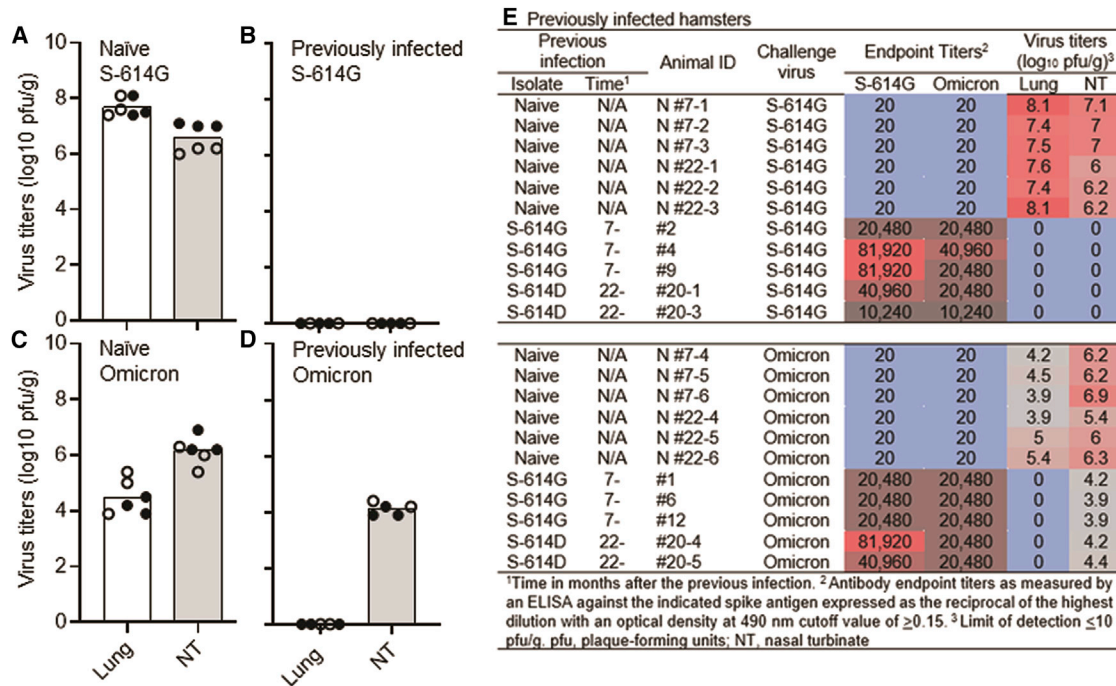 A
Naïve
S-614G
Virus titers (log10 pfu/g)
10
8
6
4
2
0
B
Previously infected
S-614G
C
Naïve
Omicron
Virus titers (log10 pfu/g)
10
8
6
4
2
0
Lung
NT
D
Previously infected
Omicron
Lung
NT
E Previously infected hamsters
Previous infection Animal ID Challenge virus Endpoint Titers2 Virus titers (log10 pfu/g)3
Isolate Time1 S-614G Omicron Lung NT
Naive N/A N #7-1 S-614G 20 20 8.1 7.1
Naive N/A N #7-2 S-614G 20 20 7.4 7
Naive N/A N #7-3 S-614G 20 20 7.5 7
Naive N/A N #22-1 S-614G 20 20 7.6 6
Naive N/A N #22-2 S-614G 20 20 7.4 6.2
Naive N/A N #22-3 S-614G 20 20 8.1 6.2
S-614G 7- #2 S-614G 20,480 20,480 0 0
S-614G 7- #4 S-614G 81,920 40,960 0 0
S-614G 7- #9 S-614G 81,920 20,480 0 0
S-614D 22- #20-1 S-614G 40,960 20,480 0 0
S-614D 22- #20-3 S-614G 10,240 10,240 0 0
Naive N/A N #7-4 Omicron 20 20 4.2 6.2
Naive N/A N #7-5 Omicron 20 20 4.5 6.2
Naive N/A N #7-6 Omicron 20 20 3.9 6.9
Naive N/A N #22-4 Omicron 20 20 3.9 5.4
Naive N/A N #22-5 Omicron 20 20 5 6
Naive N/A N #22-6 Omicron 20 20 5.4 6.3
S-614G 7- #1 Omicron 20,480 20,480 0 4.2
S-614G 7- #6 Omicron 20,480 20,480 0 3.9
S-614G 7- #12 Omicron 20,480 20,480 0 3.9
S-614D 22- #20-4 Omicron 81,920 20,480 0 4.2
S-614D 22- #20-5 Omicron 40,960 20,480 0 4.4
1Time in months after the previous infection. 2 Antibody endpoint titers as measured by
an ELISA against the indicated spike antigen expressed as the reciprocal of the highest
dilution with an optical density at 490 nm cutoff value of ≥0.15. 3 Limit of detection ≤10
pfu/g. pfu, plaque-forming units; NT, nasal turbinate